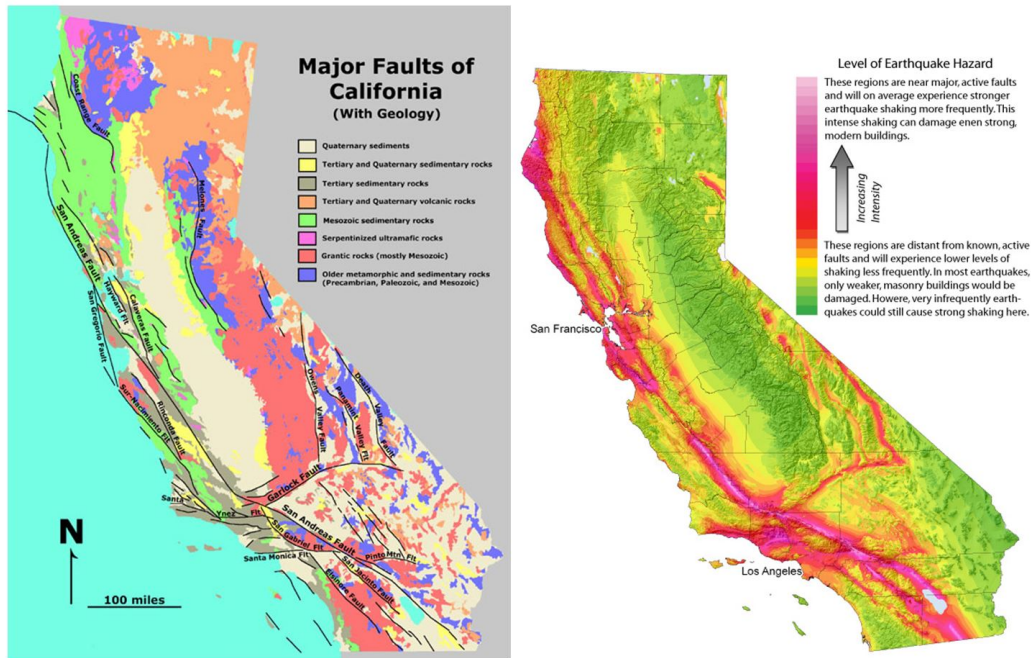 Major Faults of
California
(With Geology)
Quaternary sediments
Tertiary and Quaternary sedimentary rocks
Tertiary sedimentary rocks
Tertiary and Quaternary volcanic rocks
Mesozoic sedimentary rocks
Serpentinized ultramafic rocks
Grantic rocks (mostly Mesozoic)
Older metamorphic and sedimentary rocks
(Precambrian, Paleozoic, and Mesozoic)
Coast Range Fault
Melones Fault
San Andreas Fault
Hayward Flt
Calaveras Fault
San Gregorio Fault
Sur-Nacimiento Flt
Rinconda Fault
Owens
Valley Fault
Panamint
Valley Flt
Death
Valley
Fault
Garlock Fault
Santa
Ynez
Flt
San Andreas Fault
San Gabriel Flt
Pinto Mtn Flt
Santa Monica Flt
San Jacinta Fault
Elsinore Fault
N
100 miles
Level of Earthquake Hazard
These regions are near major, active faults
and will on average experience stronger
earthquake shaking more frequently. This
intense shaking can damage enen strong,
modern buildings.
Increasing
Intensity
These regions are distant from known, active
faults and will experience lower levels of
shaking less frequently. In most earthquakes,
only weaker, masonry buildings would be
damaged. Howere, very infrequently earth-
quakes could still cause strong shaking here.
San Francisco
Los Angeles